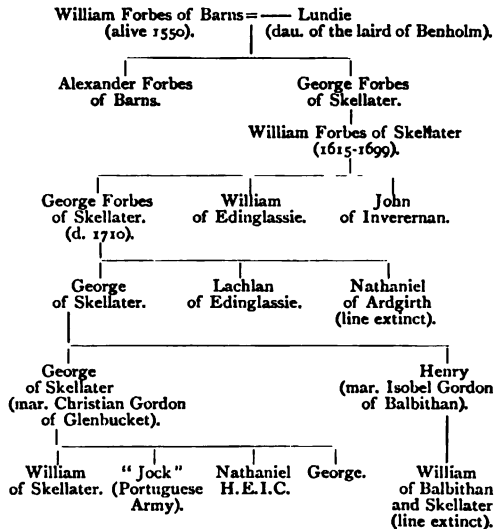 William Forbes of Barns = — Lundie
(alive 1550). (dau. of the laird of Benholm).
Alexander Forbes
of Barns.
George Forbes
of Skellater.
William Forbes of Skellater
(1615-1699).
George Forbes
of Skellater.
(d. 1710).
William
of Edinglassie.
John
of Inverernan.
George
of Skellater.
Lachlan
of Edinglassie.
Nathaniel
of Ardgirth
(line extinct).
George
of Skellater
(mar. Christian Gordon
of Glenbucket).
Henry
(mar. Isobel Gordon
of Balbithan).
William
of Skellater.
“ Jock ”
(Portuguese
Army).
Nathaniel
H.E.I.C.
George.
William
of Balbithan
and Skellater
(line extinct).